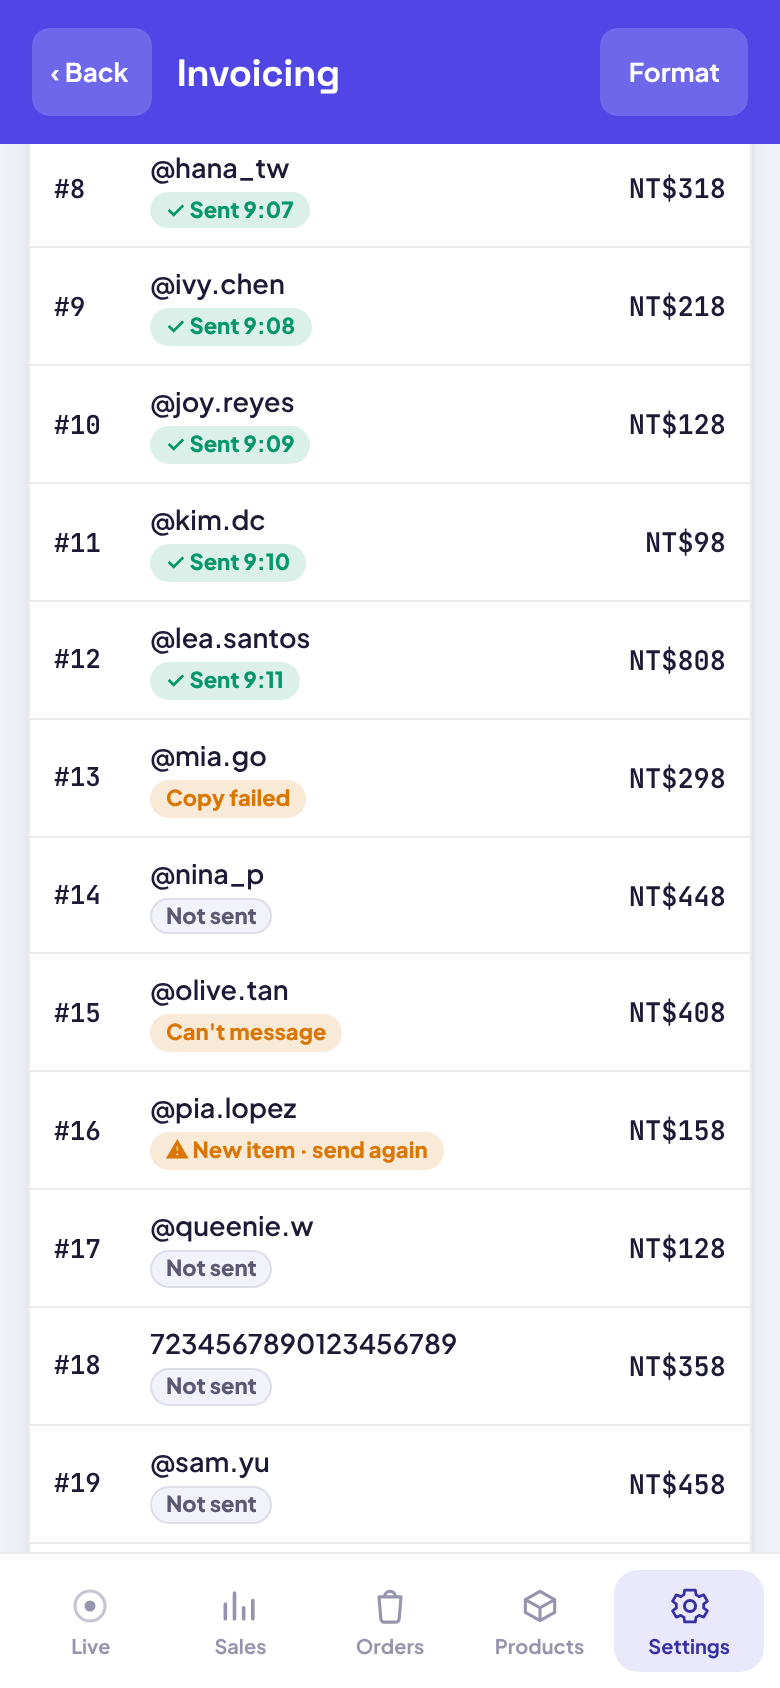 ‹ Back
Invoicing
Format
#8
@hana_tw
✓ Sent 9:07
NT$318
#9
@ivy.chen
✓ Sent 9:08
NT$218
#10
@joy.reyes
✓ Sent 9:09
NT$128
#11
@kim.dc
✓ Sent 9:10
NT$98
#12
@lea.santos
✓ Sent 9:11
NT$808
#13
@mia.go
Copy failed
NT$298
#14
@nina_p
Not sent
NT$448
#15
@olive.tan
Can't message
NT$408
#16
@pia.lopez
⚠ New item · send again
NT$158
#17
@queenie.w
Not sent
NT$128
#18
7234567890123456789
Not sent
NT$358
#19
@sam.yu
Not sent
NT$458
Live
Sales
Orders
Products
Settings